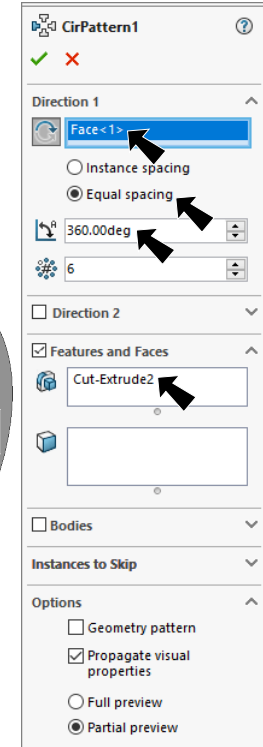 CirPattern1
Direction 1
Face<1>
Instance spacing
Equal spacing
360.00deg
6
Direction 2
Features and Faces
Cut-Extrude2
Bodies
Instances to Skip
Options
Geometry pattern
Propagate visual
properties
Full preview
Partial preview